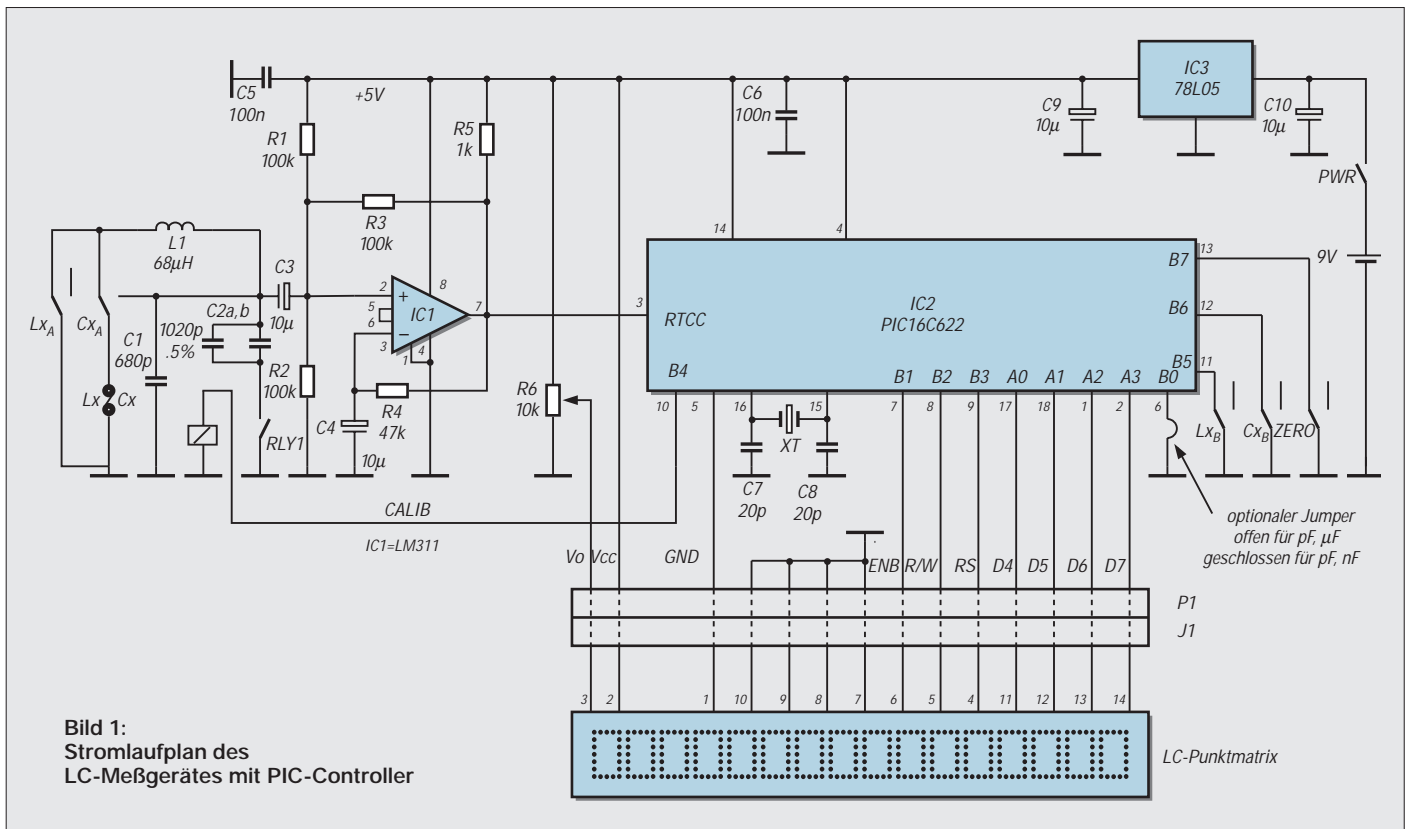 IC3
78L05
C5
100n
+5V
C6
100n
C9
10µ
C10
10µ
R1
100k
R5
1k
PWR
R3
100k
14
4
9V
L1
68µH
C3
10µ
2
+
8
5
6
IC1
7
3
−
1
4
3
RTCC
IC2
PIC16C622
B7
13
B6
12
B5
11
LxA
CxA
C2a,b
1020p
.5%
C1
680p
R2
100k
R4
47k
R6
10k
B4
B1
B2
B3
A0
A1
A2
A3
B0
10
5
16
15
7
8
9
17
18
1
2
6
Lx
Cx
RLY1
C4
10µ
XT
LxB
CxB
ZERO
C7
20p
C8
20p
CALIB
IC1=LM311
optionaler Jumper
offen für pF, µF
geschlossen für pF, nF
Vo
Vcc
GND
ENB
R/W
RS
D4
D5
D6
D7
P1
J1
3
2
1
10
9
8
7
6
5
4
11
12
13
14
LC-Punktmatrix
Bild 1:
Stromlaufplan des
LC-Meßgerätes mit PIC-Controller